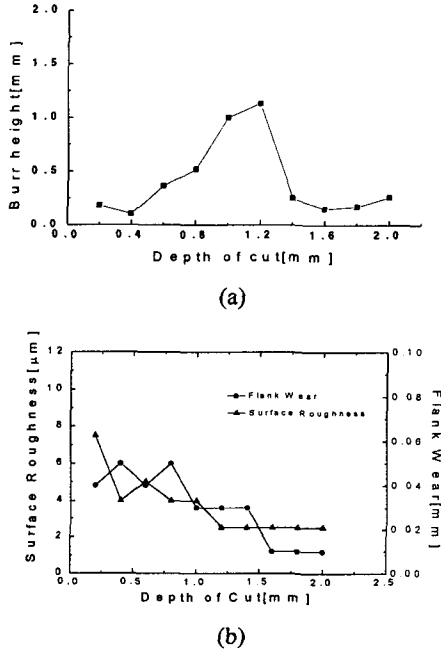 2.0
1.5
1.0
0.5
0.0
Burr height[mm]
0.0 0.4 0.8 1.2 1.6 2.0
Depth of cut[mm]
(a)
12
10
8
6
4
2
0
Surface Roughness[μm]
Flank Wear
Surface Roughness
0.10
0.08
0.06
0.04
0.02
0.00
Flank Wear[mm]
0.0 0.5 1.0 1.5 2.0 2.5
Depth of Cut[mm]
(b)